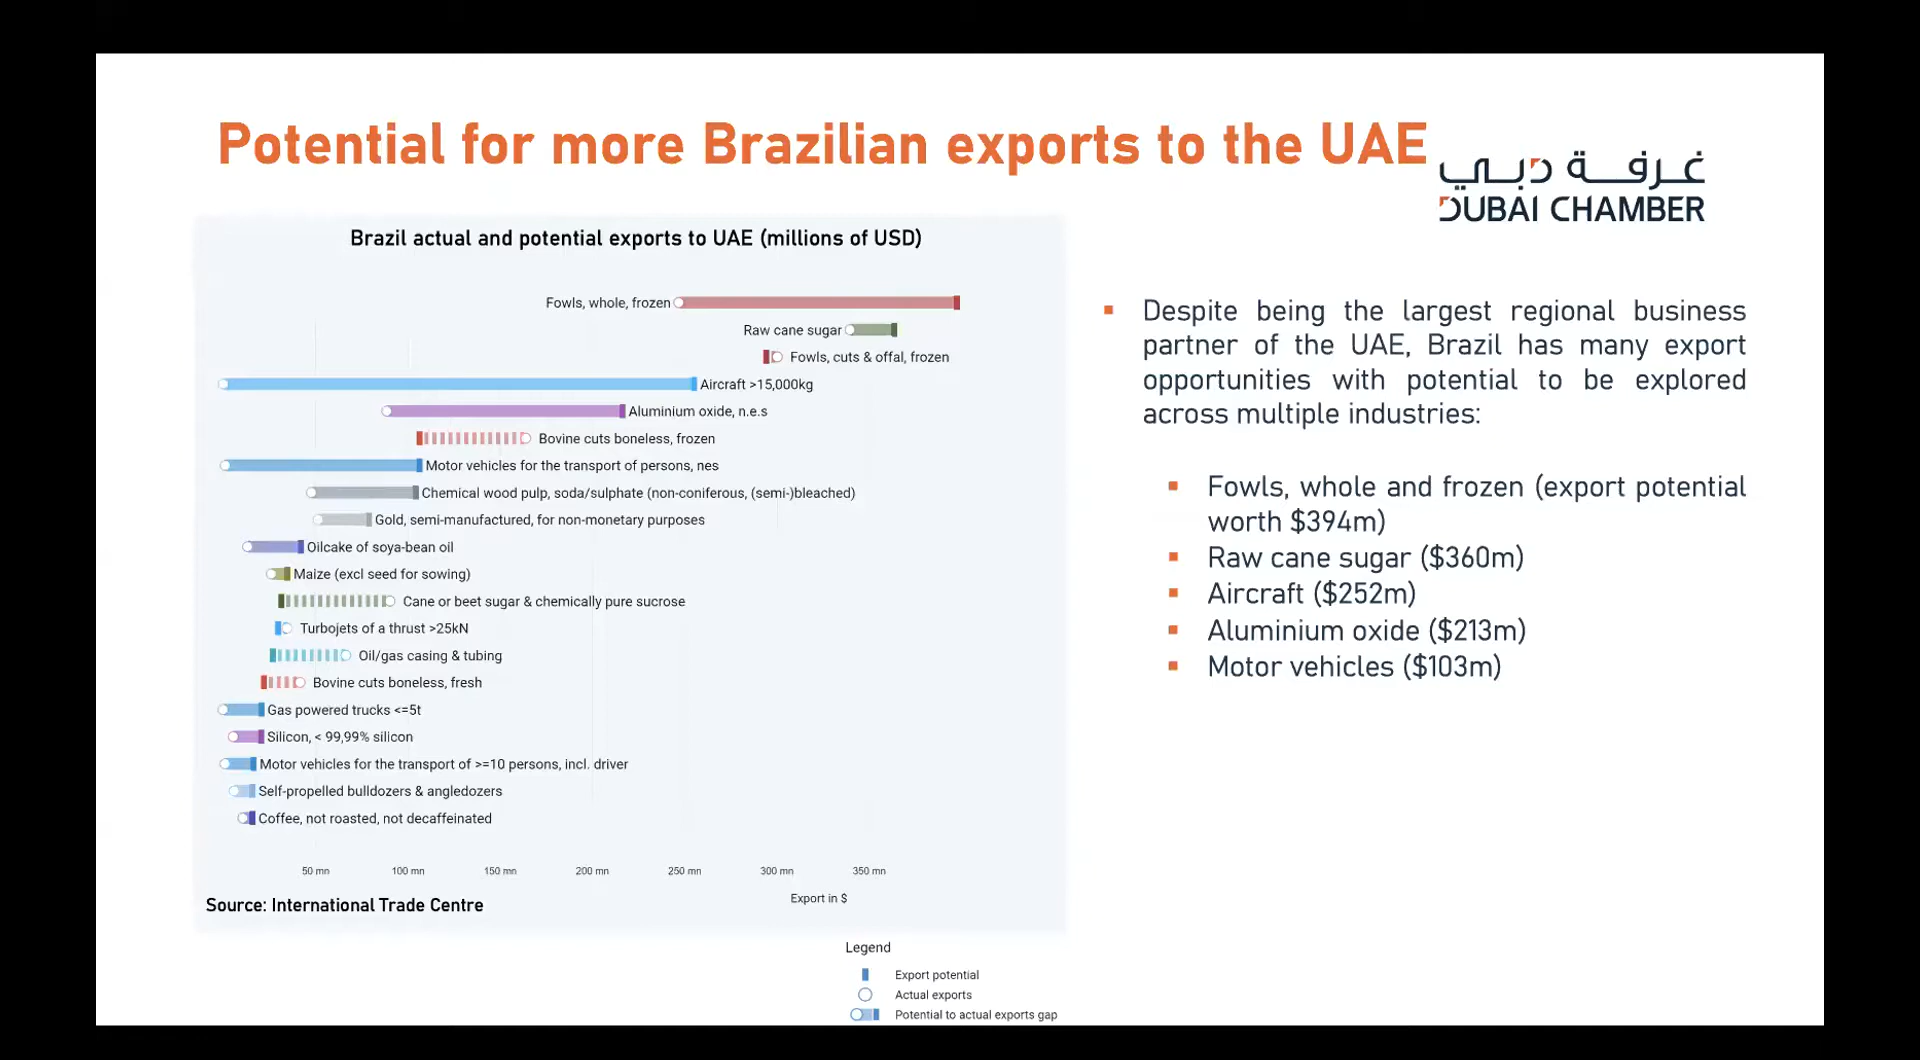 Potential for more Brazilian exports to the UAE
غرفة دبي
DUBAI CHAMBER
Brazil actual and potential exports to UAE (millions of USD)
Fowls, whole, frozen
Raw cane sugar
Fowls, cuts & offal, frozen
Aircraft >15,000kg
Aluminium oxide, n.e.s
Bovine cuts boneless, frozen
Motor vehicles for the transport of persons, nes
Chemical wood pulp, soda/sulphate (non-coniferous, (semi-)bleached)
Gold, semi-manufactured, for non-monetary purposes
Oilcake of soya-bean oil
Maize (excl seed for sowing)
Cane or beet sugar & chemically pure sucrose
Turbojets of a thrust >25kN
Oil/gas casing & tubing
Bovine cuts boneless, fresh
Gas powered trucks <=5t
Silicon, < 99,99% silicon
Motor vehicles for the transport of >=10 persons, incl. driver
Self-propelled bulldozers & angledozers
Coffee, not roasted, not decaffeinated
50 mn 100 mn 150 mn 200 mn 250 mn 300 mn 350 mn
Export in $
Source: International Trade Centre
Legend
Export potential
Actual exports
Potential to actual exports gap
Despite being the largest regional business
partner of the UAE, Brazil has many export
opportunities with potential to be explored
across multiple industries:
Fowls, whole and frozen (export potential
worth $394m)
Raw cane sugar ($360m)
Aircraft ($252m)
Aluminium oxide ($213m)
Motor vehicles ($103m)